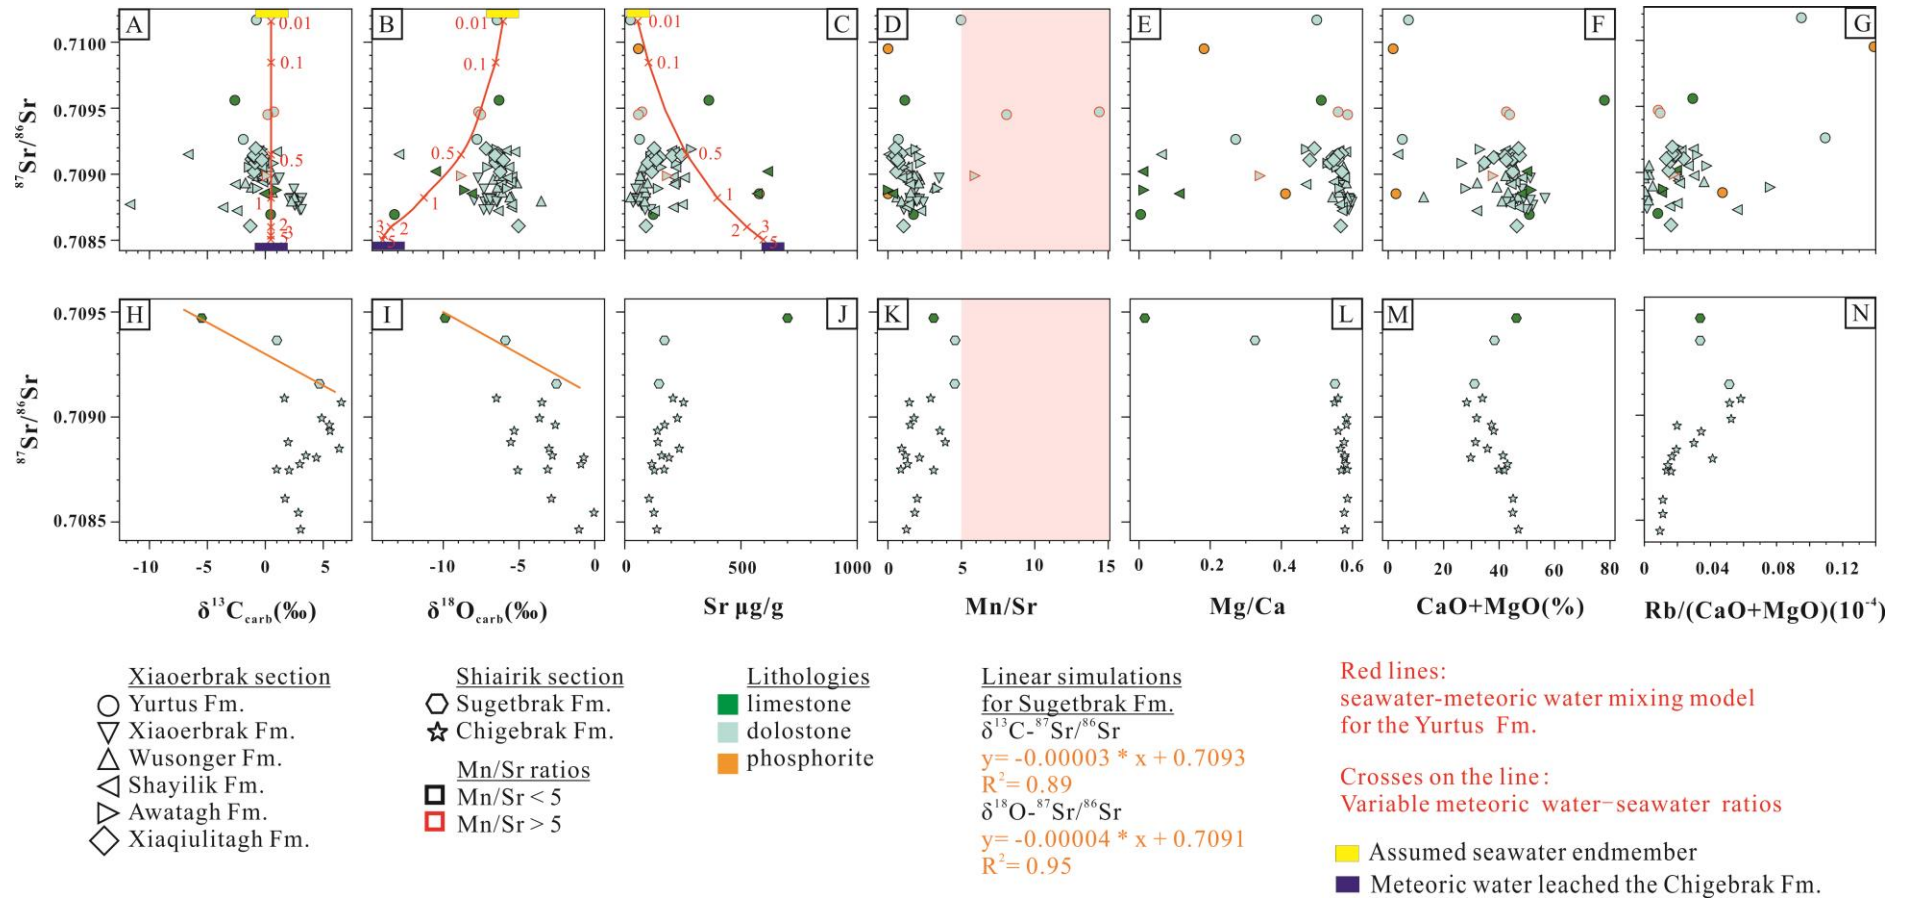 A
B
C
D
E
F
G
0.7100
0.7095
0.7090
0.7085
⁸⁷Sr/⁸⁶Sr
0.01
0.1
0.5
1
2
3
5
0.01
0.1
0.5
1
2
3
5
0.01
0.1
0.5
1
2
3
5
H
I
J
K
L
M
N
0.7095
0.7090
0.7085
⁸⁷Sr/⁸⁶Sr
-10 -5 0 5
-10 -5 0
0 500 1000
0 5 10 15
0 0.2 0.4 0.6
0 20 40 60 80
0 0.04 0.08 0.12
δ¹³C_carb(‰)
δ¹⁸O_carb(‰)
Sr μg/g
Mn/Sr
Mg/Ca
CaO+MgO(%)
Rb/(CaO+MgO)(10⁻⁴)
Xiaoerbrak section
Yurtus Fm.
Xiaoerbrak Fm.
Wusonger Fm.
Shayilik Fm.
Awatagh Fm.
Xiaqiulitagh Fm.
Shiairik section
Sugetbrak Fm.
Chigebrak Fm.
Mn/Sr ratios
Mn/Sr < 5
Mn/Sr > 5
Lithologies
limestone
dolostone
phosphorite
Linear simulations
for Sugetbrak Fm.
δ¹³C-⁸⁷Sr/⁸⁶Sr
y= -0.00003 * x + 0.7093
R²= 0.89
δ¹⁸O-⁸⁷Sr/⁸⁶Sr
y= -0.00004 * x + 0.7091
R²= 0.95
Red lines:
seawater-meteoric water mixing model
for the Yurtus Fm.
Crosses on the line:
Variable meteoric water-seawater ratios
Assumed seawater endmember
Meteoric water leached the Chigebrak Fm.